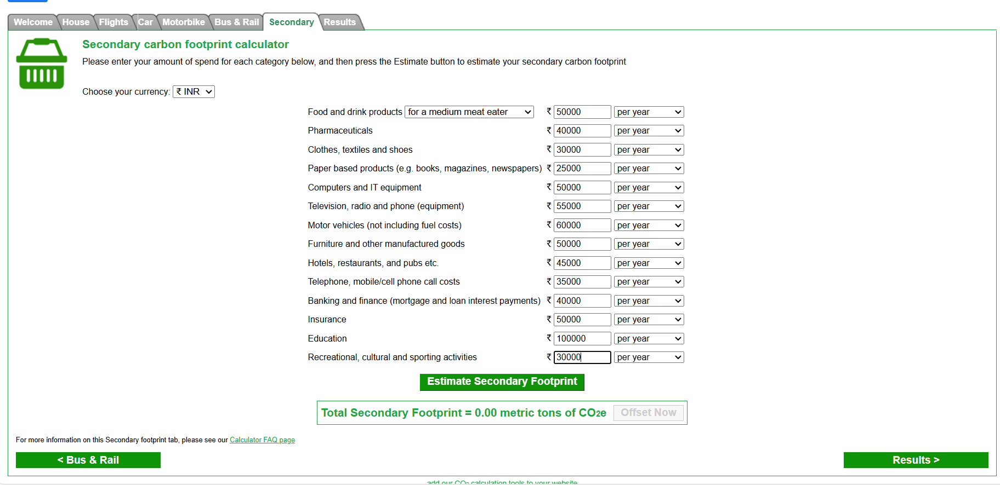 Welcome House Flights Car Motorbike Bus & Rail Secondary Results
Secondary carbon footprint calculator
Please enter your amount of spend for each category below, and then press the Estimate button to estimate your secondary carbon footprint
Choose your currency: ₹ INR
Food and drink products for a medium meat eater ₹ 50000 per year
Pharmaceuticals ₹ 40000 per year
Clothes, textiles and shoes ₹ 30000 per year
Paper based products (e.g. books, magazines, newspapers) ₹ 25000 per year
Computers and IT equipment ₹ 50000 per year
Television, radio and phone (equipment) ₹ 55000 per year
Motor vehicles (not including fuel costs) ₹ 60000 per year
Furniture and other manufactured goods ₹ 50000 per year
Hotels, restaurants, and pubs etc. ₹ 45000 per year
Telephone, mobile/cell phone call costs ₹ 35000 per year
Banking and finance (mortgage and loan interest payments) ₹ 40000 per year
Insurance ₹ 50000 per year
Education ₹ 100000 per year
Recreational, cultural and sporting activities ₹ 30000 per year
Estimate Secondary Footprint
Total Secondary Footprint = 0.00 metric tons of CO2e Offset Now
For more information on this Secondary footprint tab, please see our Calculator FAQ page
< Bus & Rail Results >
add our CO2 calculation tools to your website